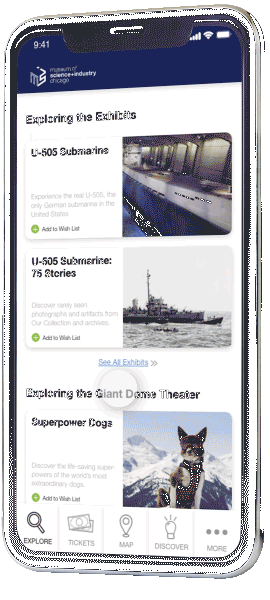 9:41
museum of
science+industry
chicago
Exploring the Exhibits
U-505 Submarine
Experience the real U-505, the
only German submarine in the
United States
Add to Wish List
U-505 Submarine:
75 Stories
Discover rarely seen
photographs and artifacts from
Our Collection and archives.
Add to Wish List
See All Exhibits
Exploring the Giant Dome Theater
Superpower Dogs
Discover the life-saving super
powers of the world's most
extraordinary dogs.
Add to Wish List
EXPLORE
TICKETS
MAP
DISCOVER
MORE